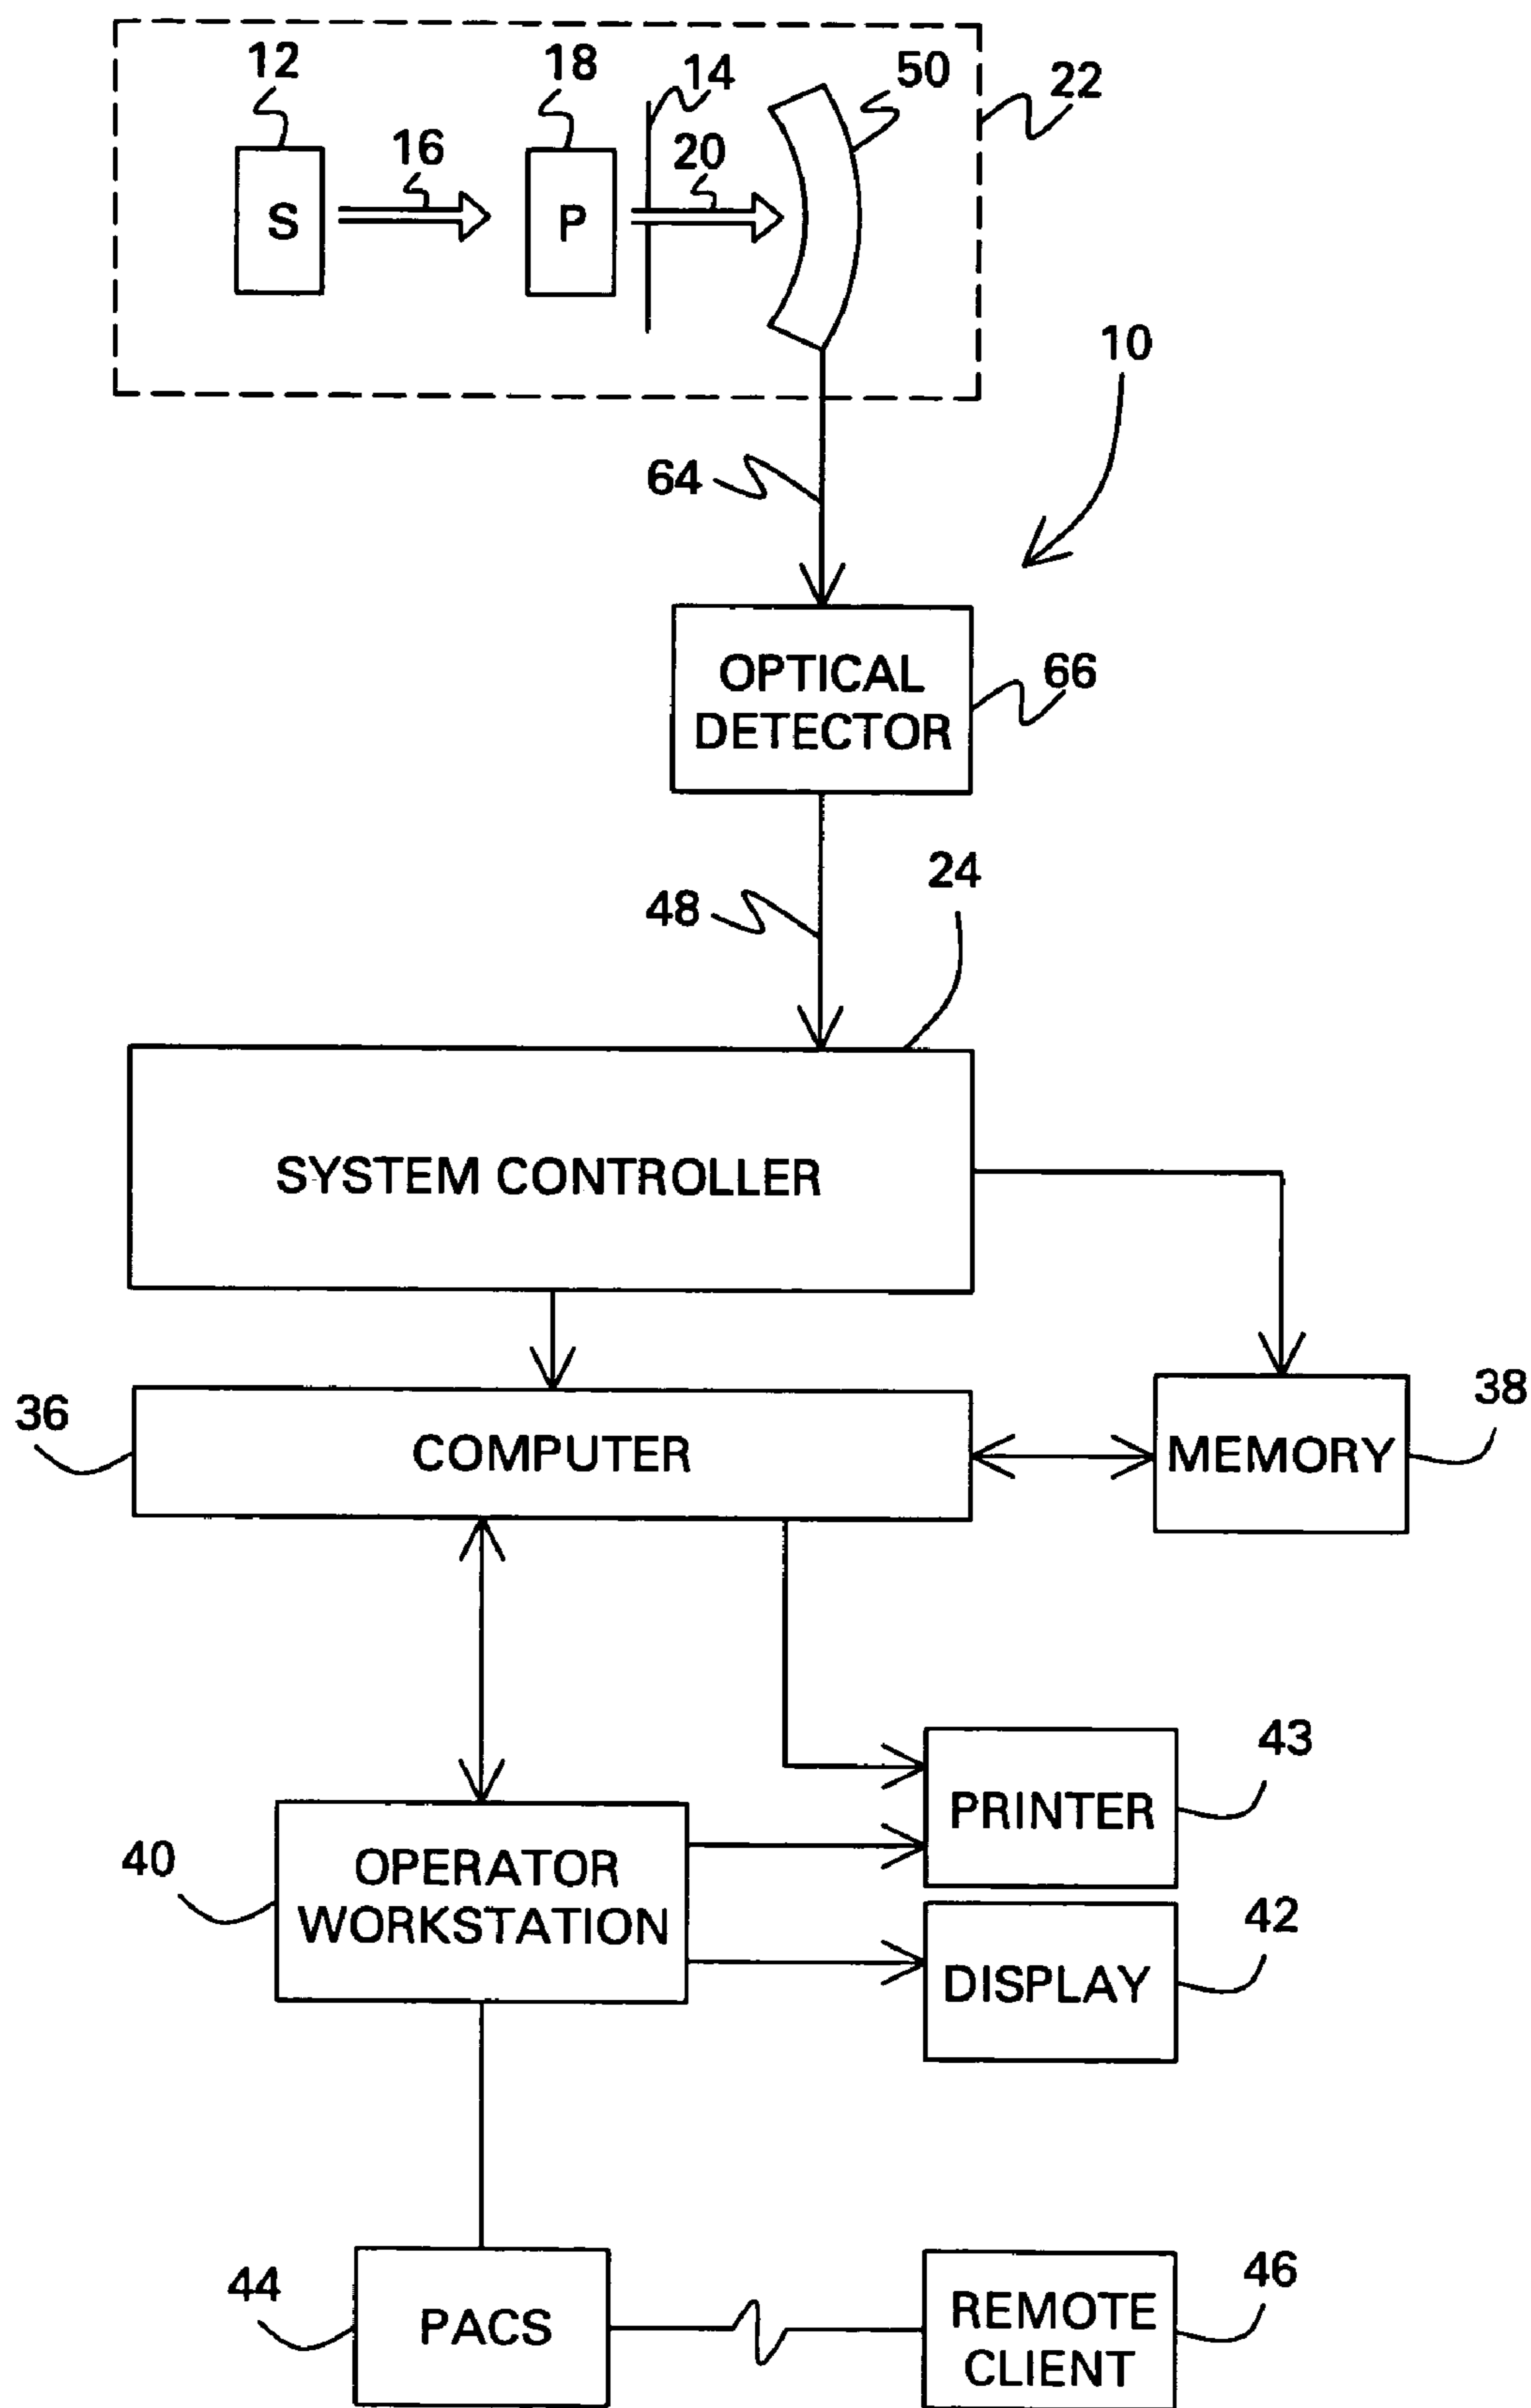 12
18
14
50
22
16
20
S
P
10
64
OPTICAL
DETECTOR
66
48
24
SYSTEM CONTROLLER
36
COMPUTER
MEMORY
38
43
PRINTER
40
OPERATOR
WORKSTATION
42
DISPLAY
44
PACS
46
REMOTE
CLIENT